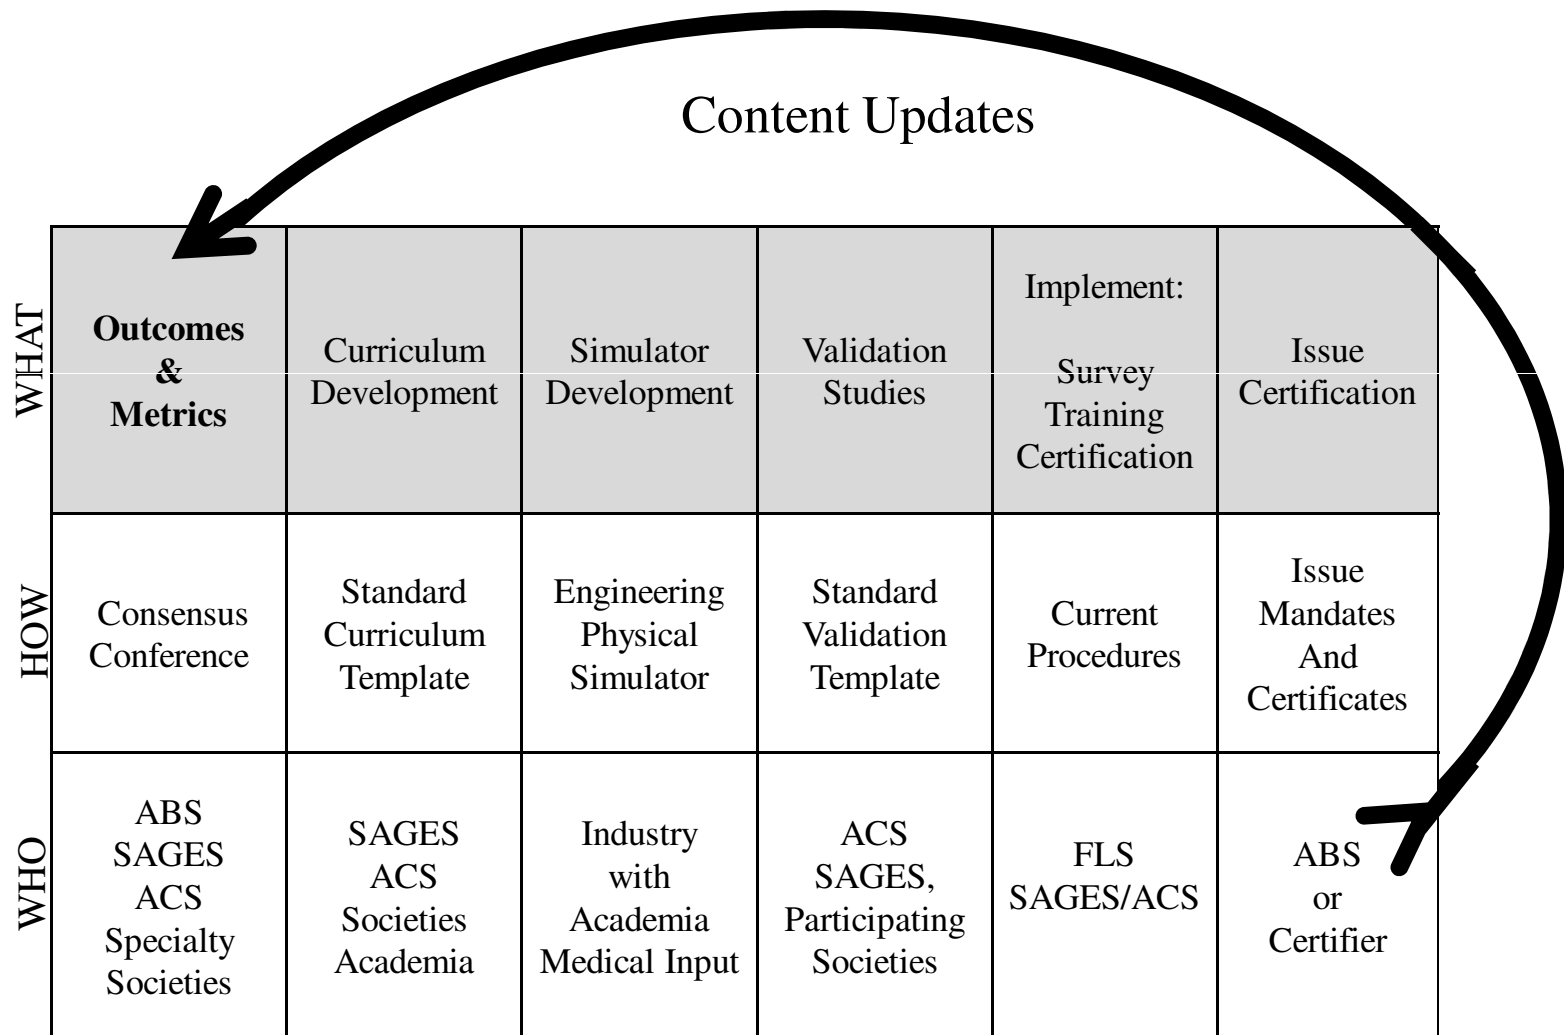 Content Updates
WHAT
Outcomes
&
Metrics
Curriculum
Development
Simulator
Development
Validation
Studies
Implement:
Survey
Training
Certification
Issue
Certification
HOW
Consensus
Conference
Standard
Curriculum
Template
Engineering
Physical
Simulator
Standard
Validation
Template
Current
Procedures
Issue
Mandates
And
Certificates
WHO
ABS
SAGES
ACS
Specialty
Societies
SAGES
ACS
Societies
Academia
Industry
with
Academia
Medical Input
ACS
SAGES,
Participating
Societies
FLS
SAGES/ACS
ABS
or
Certifier